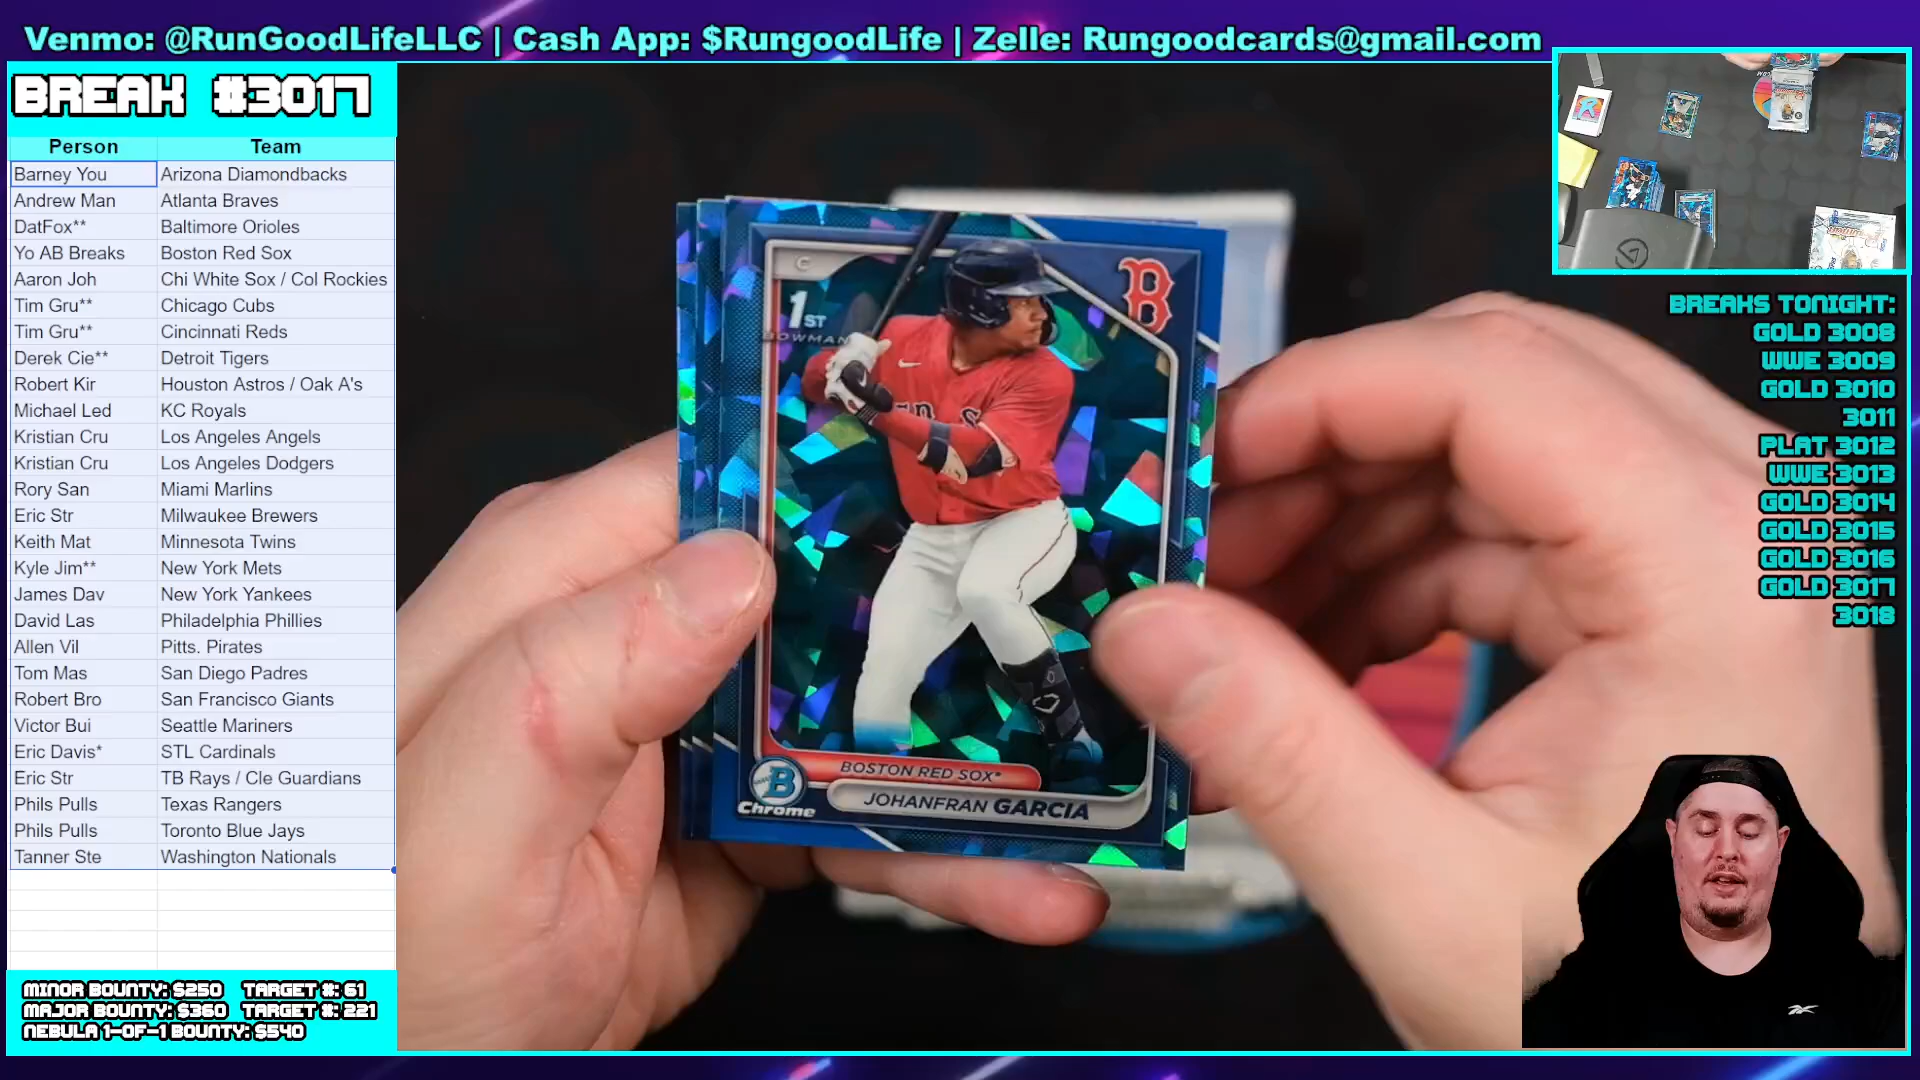 Venmo: @RunGoodLifeLLC | Cash App: $RungoodLife | Zelle: Rungoodcards@gmail.com
BREAK #3017
Person Team
Barney You Arizona Diamondbacks
Andrew Man Atlanta Braves
DatFox** Baltimore Orioles
Yo AB Breaks Boston Red Sox
Aaron Joh Chi White Sox / Col Rockies
Tim Gru** Chicago Cubs
Tim Gru** Cincinnati Reds
Derek Cie** Detroit Tigers
Robert Kir Houston Astros / Oak A's
Michael Led KC Royals
Kristian Cru Los Angeles Angels
Kristian Cru Los Angeles Dodgers
Rory San Miami Marlins
Eric Str Milwaukee Brewers
Keith Mat Minnesota Twins
Kyle Jim** New York Mets
James Dav New York Yankees
David Las Philadelphia Phillies
Allen Vil Pitts. Pirates
Tom Mas San Diego Padres
Robert Bro San Francisco Giants
Victor Bui Seattle Mariners
Eric Davis* STL Cardinals
Eric Str TB Rays / Cle Guardians
Phils Pulls Texas Rangers
Phils Pulls Toronto Blue Jays
Tanner Ste Washington Nationals
MINOR BOUNTY: $250 TARGET #: 61
MAJOR BOUNTY: $360 TARGET #: 221
NEBULA 1-OF-1 BOUNTY: $540
C
1ST
BOWMAN
B
BOSTON RED SOX
B
Chrome
JOHANFRAN GARCIA
BREAKS TONIGHT:
GOLD 3008
WWE 3009
GOLD 3010
3011
PLAT 3012
WWE 3013
GOLD 3014
GOLD 3015
GOLD 3016
GOLD 3017
3018